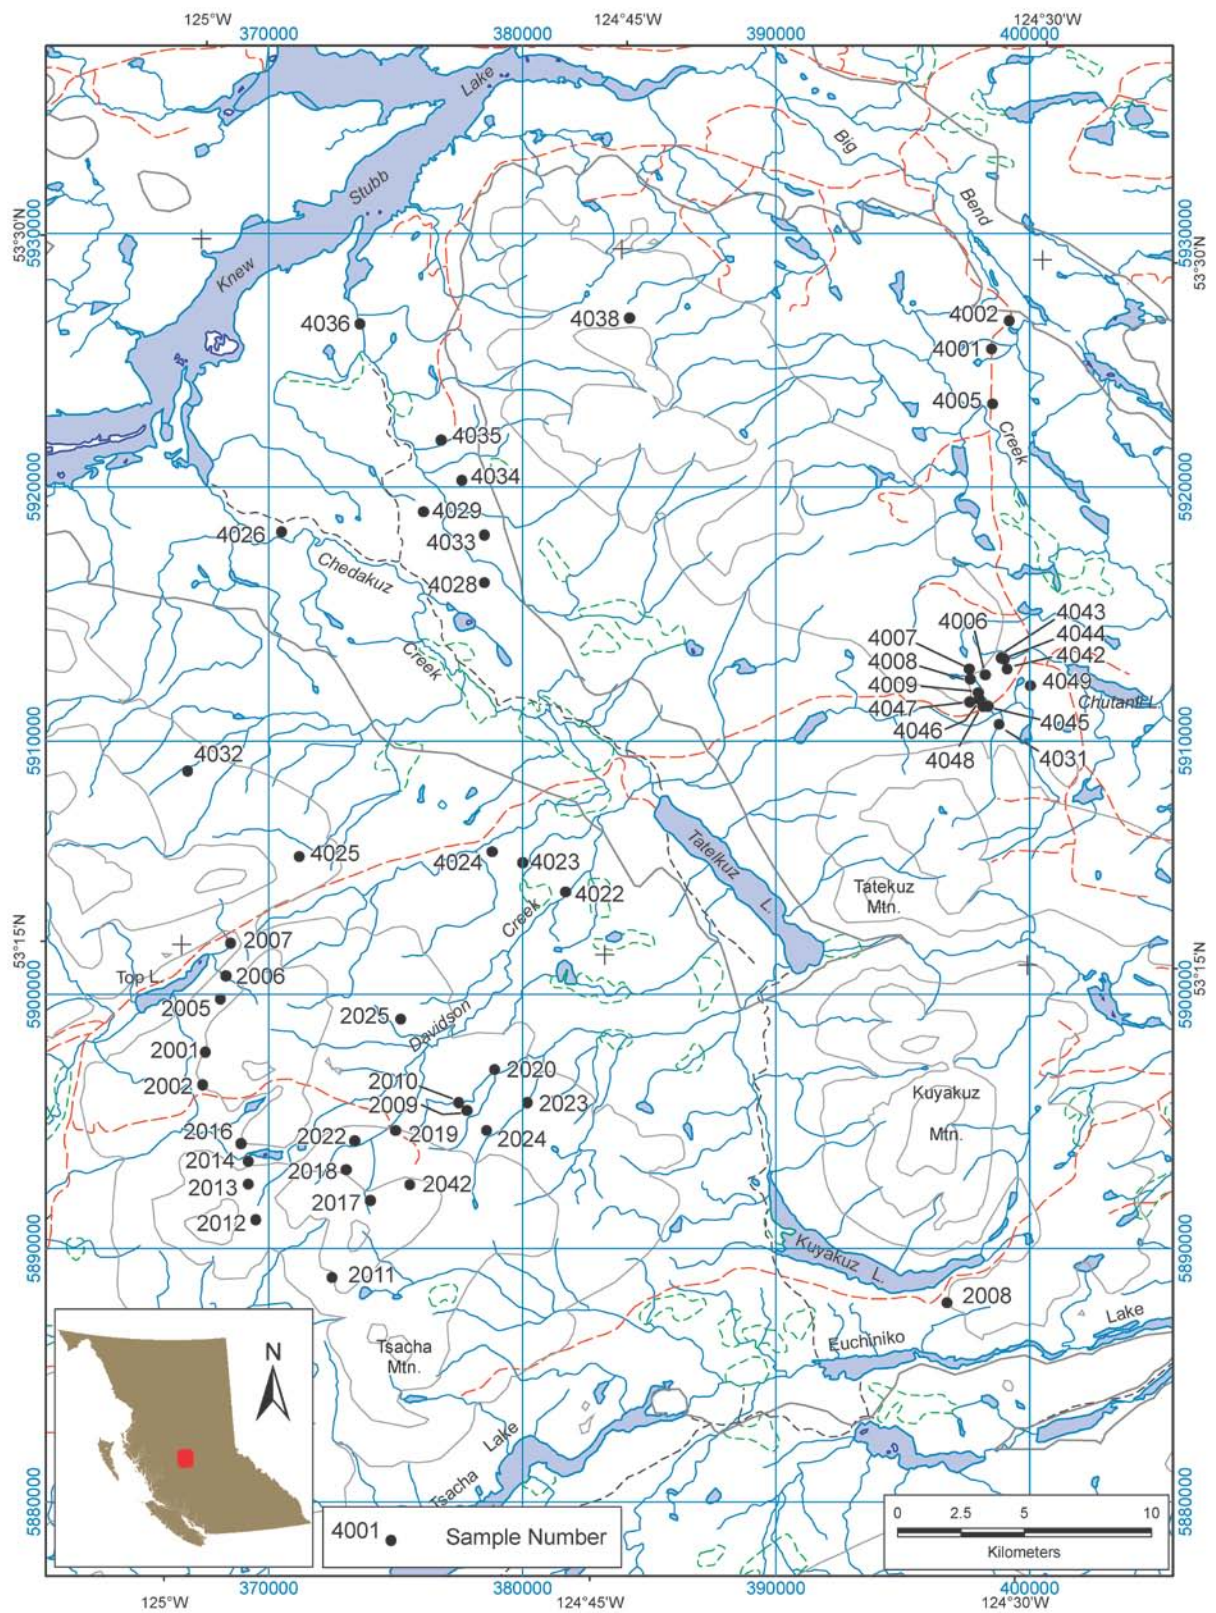 125°W
124°45'W
124°30'W
370000
380000
390000
400000
Lake
Big
Stubb
Bend
53°30'N
5930000
5930000
53°30'N
Knew
4036
4038
4002
4001
4005
Creek
4035
4034
5920000
5920000
4029
4026
4033
Chedakuz
4028
4006
4043
4007
4044
4008
4042
Creek
4009
4049
4047
Chutanli L.
4046
4045
4048
4031
5910000
5910000
4032
Tatelkuz
L.
4025
4024
4023
4022
Tatekuz
Mtn.
Creek
53°15'N
2007
Top L.
2006
53°15'N
2005
5900000
5900000
2025
Davidson
2001
2020
2002
2010
2009
2023
Kuyakuz
Mtn.
2016
2022
2019
2024
2014
2018
2013
2042
2017
2012
5890000
5890000
Kuyakuz L.
2011
2008
Lake
Euchiniko
Tsacha
Mtn.
N
Lake
Tsacha
5880000
5880000
4001
Sample Number
0
2.5
5
10
Kilometers
370000
380000
390000
400000
125°W
124°45'W
124°30'W